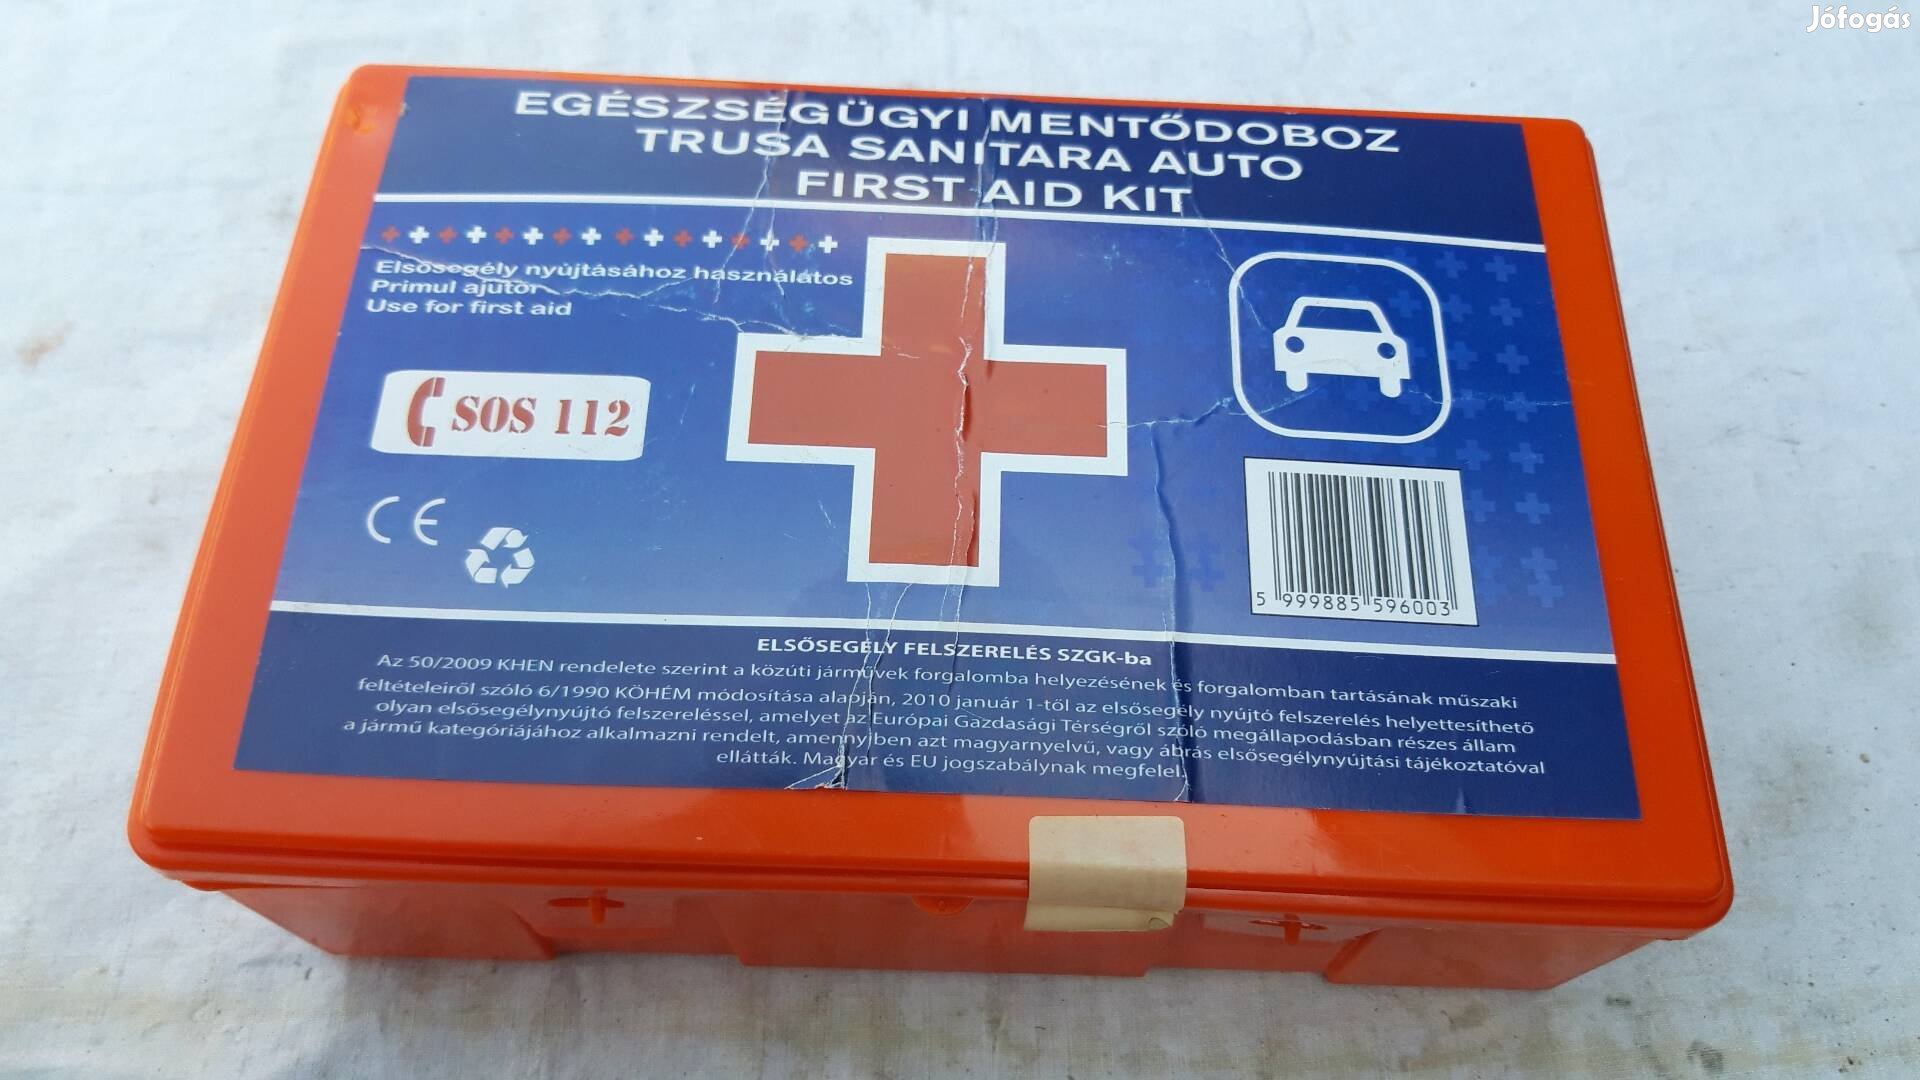 Jófogás
EGÉSZSÉGÜGYI MENTŐDOBOZ
TRUSA SANITARA AUTO
FIRST AID KIT
Elsősegély nyújtásához használatos
Primul ajutor
Use for first aid
SOS 112
CE
5 999885 596003
ELSŐSEGÉLY FELSZERELÉS SZGK-ba
Az 50/2009 KHEN rendelete szerint a közúti járművek forgalomba helyezésének és forgalomban tartásának műszaki
feltételeiről szóló 6/1990 KÖHÉM módosítása alapján, 2010 január 1-től az elsősegély nyújtó felszerelés helyettesíthető
olyan elsősegélynyújtó felszereléssel, amelyet az Európai Gazdasági Térségről szóló megállapodásban részes állam
a jármű kategóriájához alkalmazni rendelt, amennyiben azt magyarnyelvű, vagy ábrás elsősegélynyújtási tájékoztatóval
ellátták. Magyar és EU jogszabálynak megfelel.